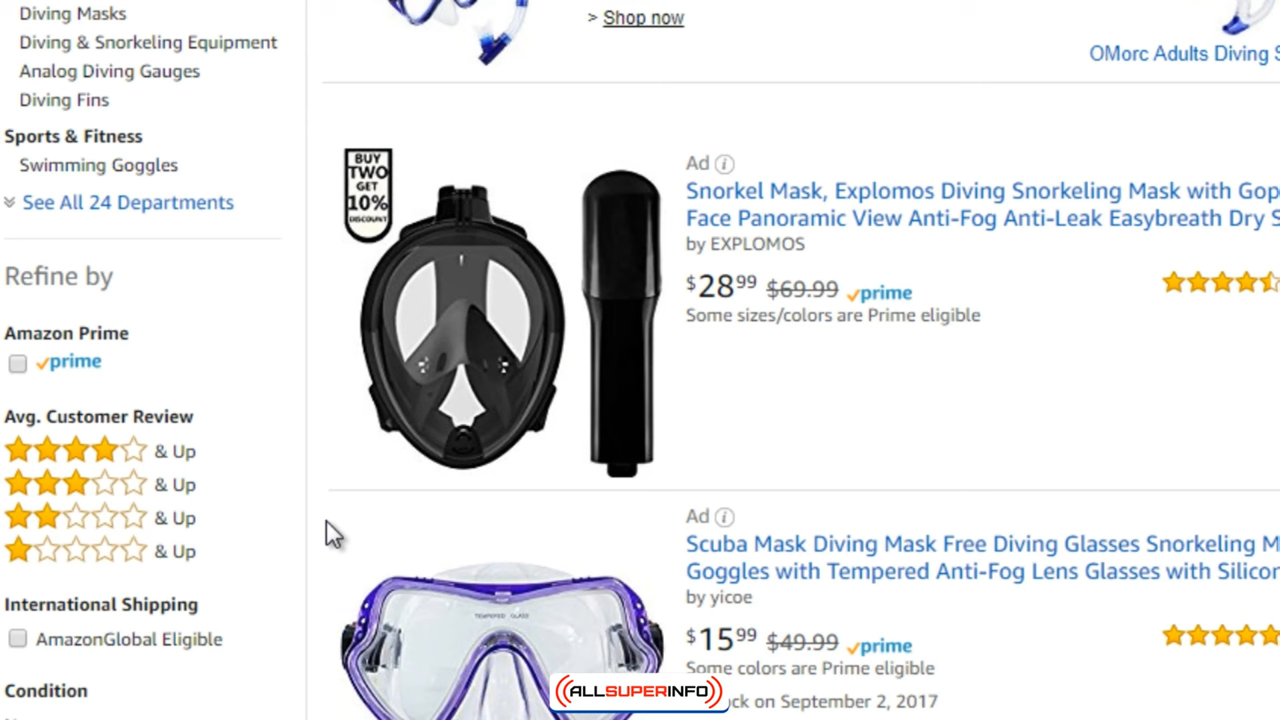 Diving Masks
Diving & Snorkeling Equipment
Analog Diving Gauges
Diving Fins
Sports & Fitness
Swimming Goggles
See All 24 Departments
Refine by
Amazon Prime
prime
Avg. Customer Review
& Up
& Up
& Up
& Up
International Shipping
AmazonGlobal Eligible
Condition
> Shop now
OMorc Adults Diving
BUY
TWO
GET
10%
DISCOUNT
Ad
Snorkel Mask, Explomos Diving Snorkeling Mask with Gop
Face Panoramic View Anti-Fog Anti-Leak Easybreath Dry S
by EXPLOMOS
$28.99 $69.99 prime
Some sizes/colors are Prime eligible
Ad
Scuba Mask Diving Mask Free Diving Glasses Snorkeling M
Goggles with Tempered Anti-Fog Lens Glasses with Silicon
by yicoe
$15.99 $49.99 prime
Some colors are Prime eligible
ck on September 2, 2017
TEMPERED GLASS
ALLSUPERINFO